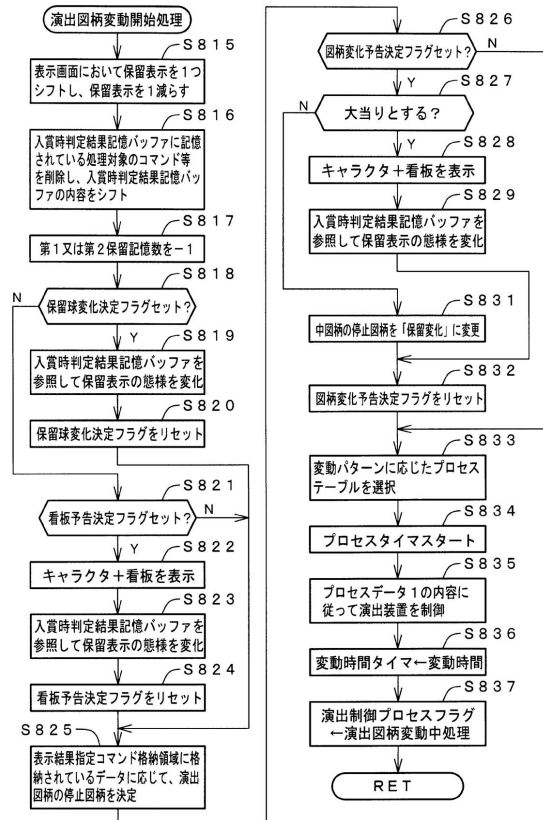 演出図柄変動開始処理
S815
表示画面において保留表示を1つ
シフトし、保留表示を1減らす
S816
入賞時判定結果記憶バッファに記
憶されている処理対象のコマンド等
を削除し、入賞時判定結果記憶バッ
ファの内容をシフト
S817
第1又は第2保留記憶数を−1
S818
保留球変化決定フラグセット?
N
Y
S819
入賞時判定結果記憶バッファを
参照して保留表示の態様を変化
S820
保留球変化決定フラグをリセット
S821
看板予告決定フラグセット?
N
Y
S822
キャラクタ+看板を表示
S823
入賞時判定結果記憶バッファを
参照して保留表示の態様を変化
S824
看板予告決定フラグをリセット
S825
表示結果指定コマンド格納領域に格
納されているデータに応じて、演出
図柄の停止図柄を決定
S826
図柄変化予告決定フラグセット?
N
Y
S827
大当りとする?
N
Y
S828
キャラクタ+看板を表示
S829
入賞時判定結果記憶バッファを
参照して保留表示の態様を変化
S831
中図柄の停止図柄を「保留変化」に変更
S832
図柄変化予告決定フラグをリセット
S833
変動パターンに応じたプロセス
テーブルを選択
S834
プロセスタイマスタート
S835
プロセスデータ1の内容に
従って演出装置を制御
S836
変動時間タイマ←変動時間
S837
演出制御プロセスフラグ
←演出図柄変動中処理
RET